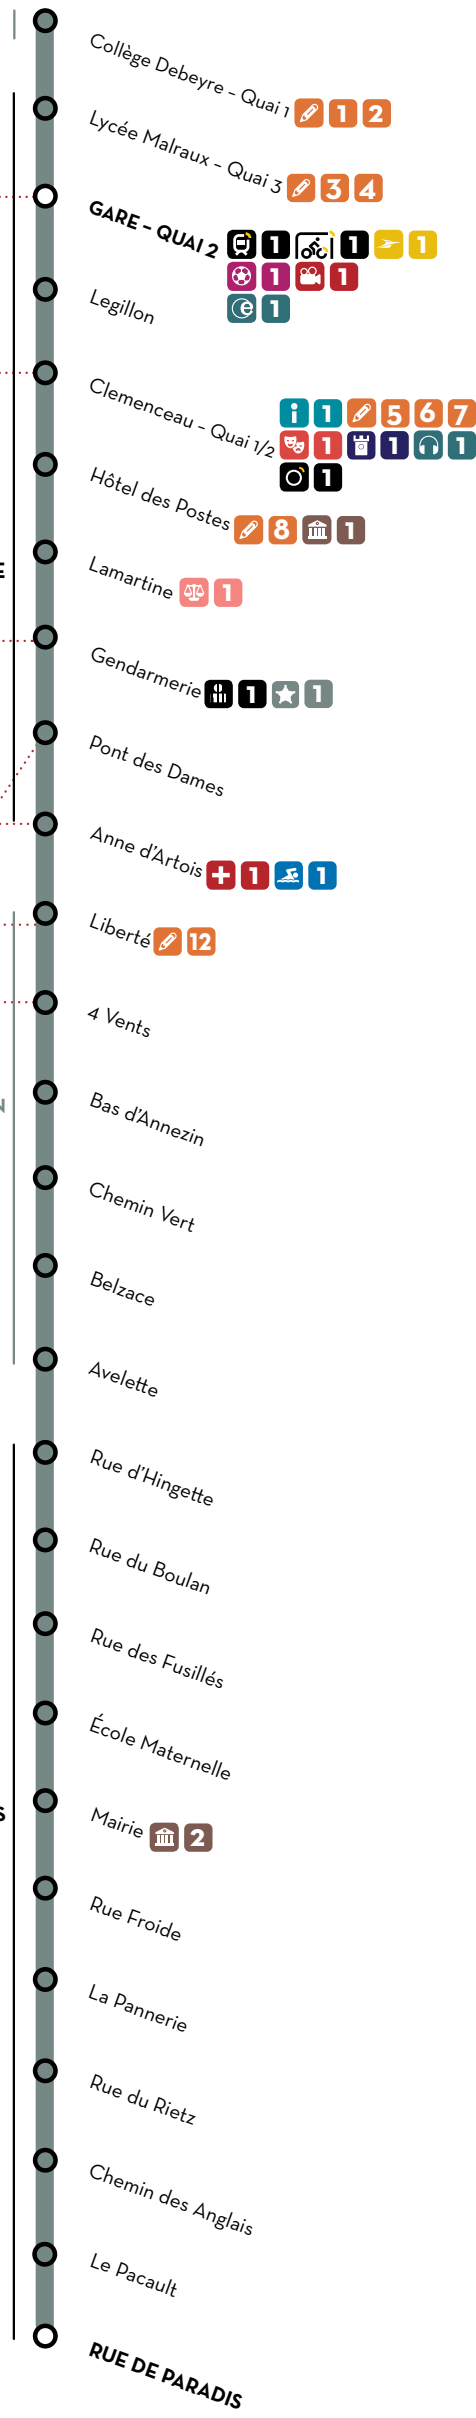 Collège Debeyre – Quai 1 1 2
Lycée Malraux – Quai 3 3 4
GARE – QUAI 2 1 1 1
1 1
1
Legillon
Clemenceau – Quai 1/2 1 5 6 7
1 1 1
1
Hôtel des Postes 8 1
E
Lamartine 1
Gendarmerie 1 1
Pont des Dames
Anne d'Artois 1 1
Liberté 12
4 Vents
N
Bas d'Annezin
Chemin Vert
Belzace
Avelette
Rue d'Hingette
Rue du Boulan
Rue des Fusillés
École Maternelle
S
Mairie 2
Rue Froide
La Pannerie
Rue du Rietz
Chemin des Anglais
Le Pacault
RUE DE PARADIS